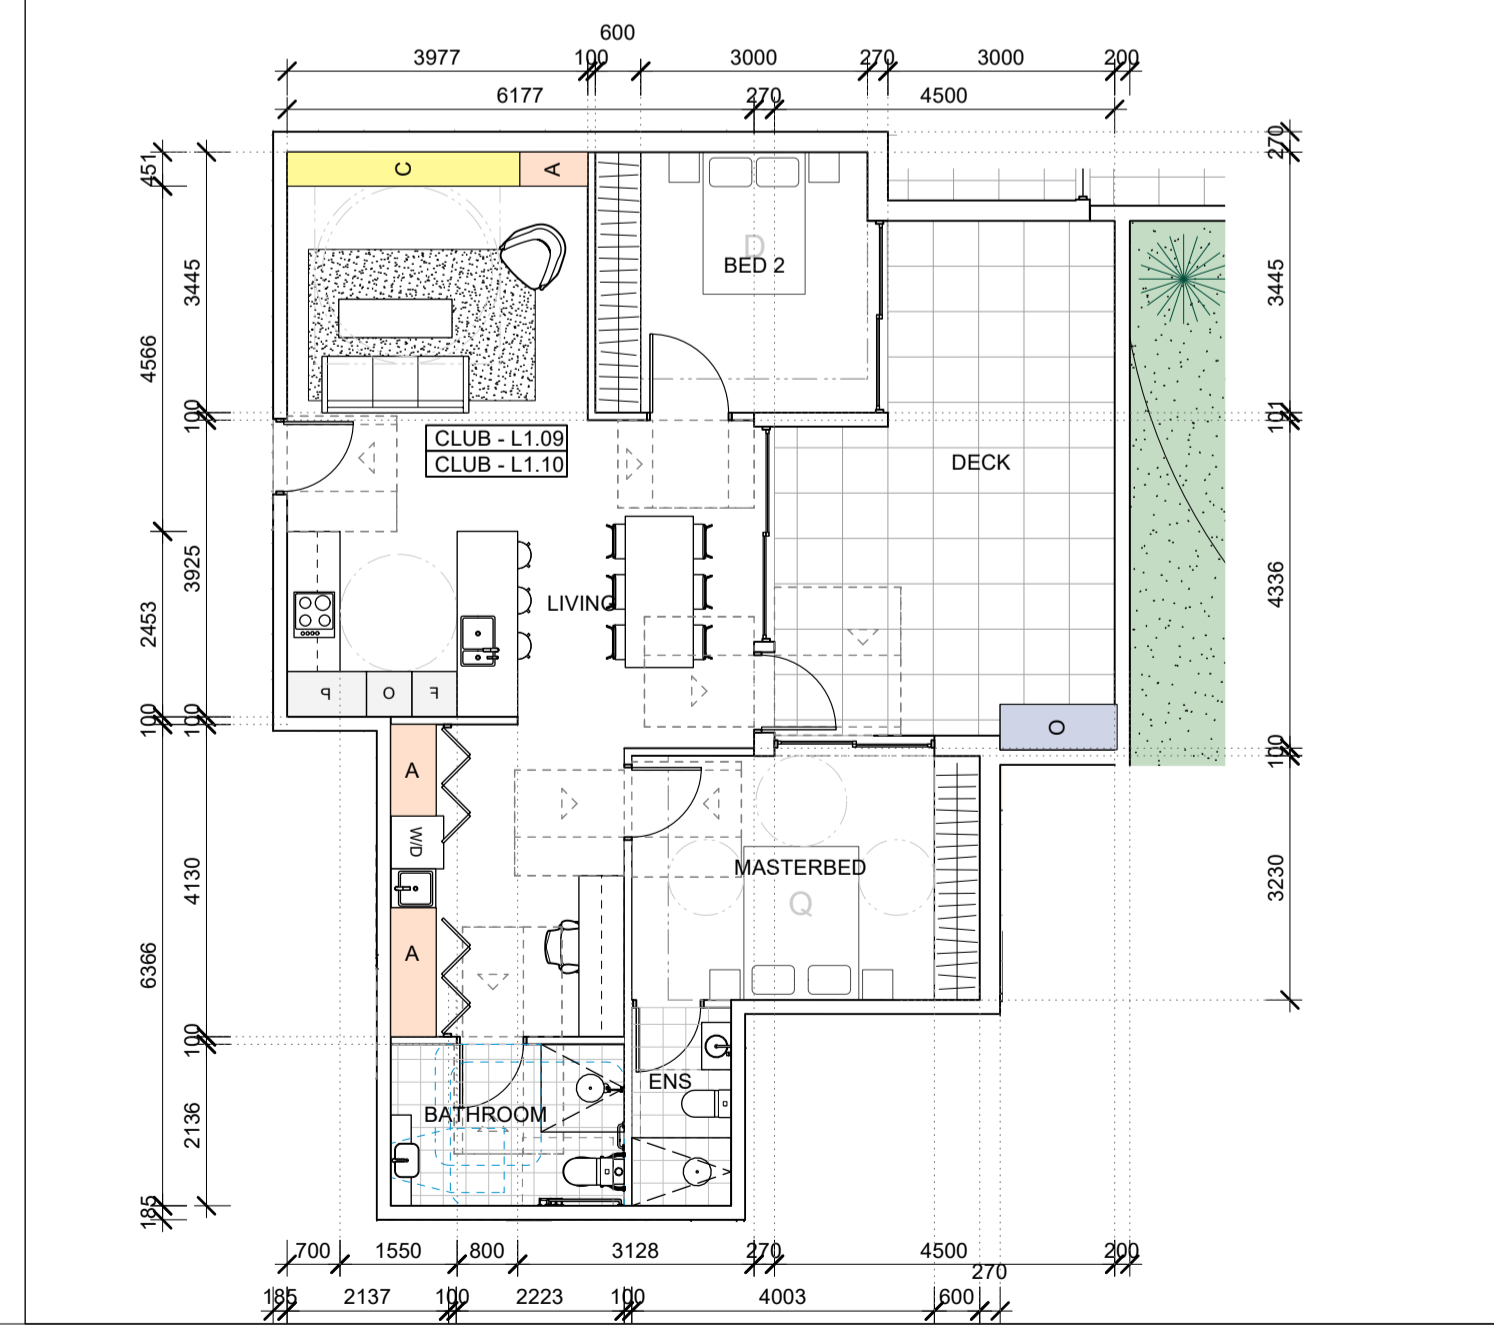 600
3977 100 3000 270 3000 200
6177 270 4500
270
451
C A
D
BED 2
3445
3445
4566
100
101
CLUB - L1.09
CLUB - L1.10
DECK
3925
4336
2453
LIVING
P O F
100 100
O
100
A
W/D
4130
MASTERBED
3230
Q
A
6366
100
ENS
BATHROOM
2136
185
700 1550 800 3128 270 4500 200
270
185 2137 100 2223 100 4003 600